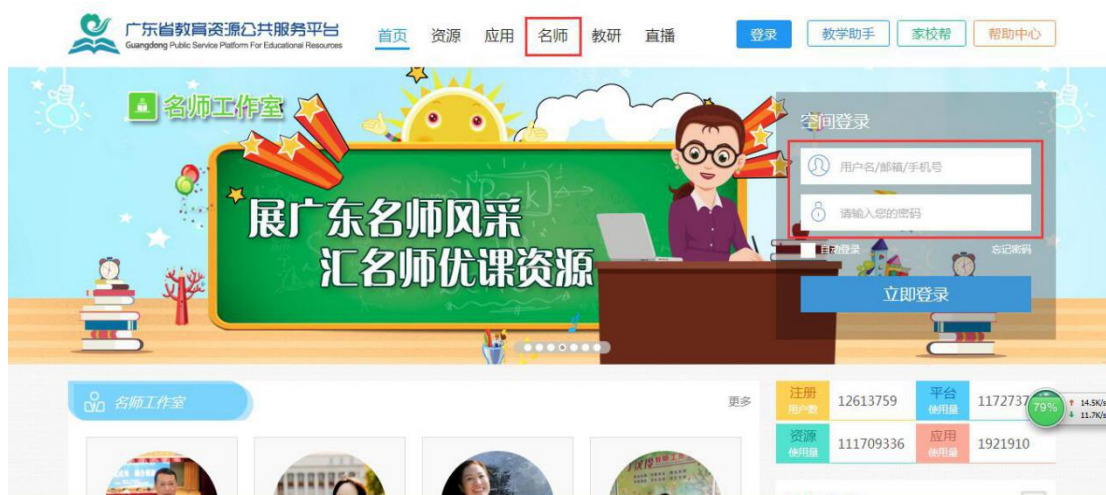 广东省教育资源公共服务平台
Guangdong Public Service Platform For Educational Resources
首页 资源 应用 名师 教研 直播 登录 教学助手 家校帮 帮助中心
名师工作室
展广东名师风采
汇名师优课资源
空间登录
用户名/邮箱/手机号
请输入您的密码
自动登录 忘记密码
立即登录
名师工作室 更多
注册用户数 12613759 平台使用量
资源使用量 111709336 应用使用量 1921910
79%
14.5K/s
11.7K/s